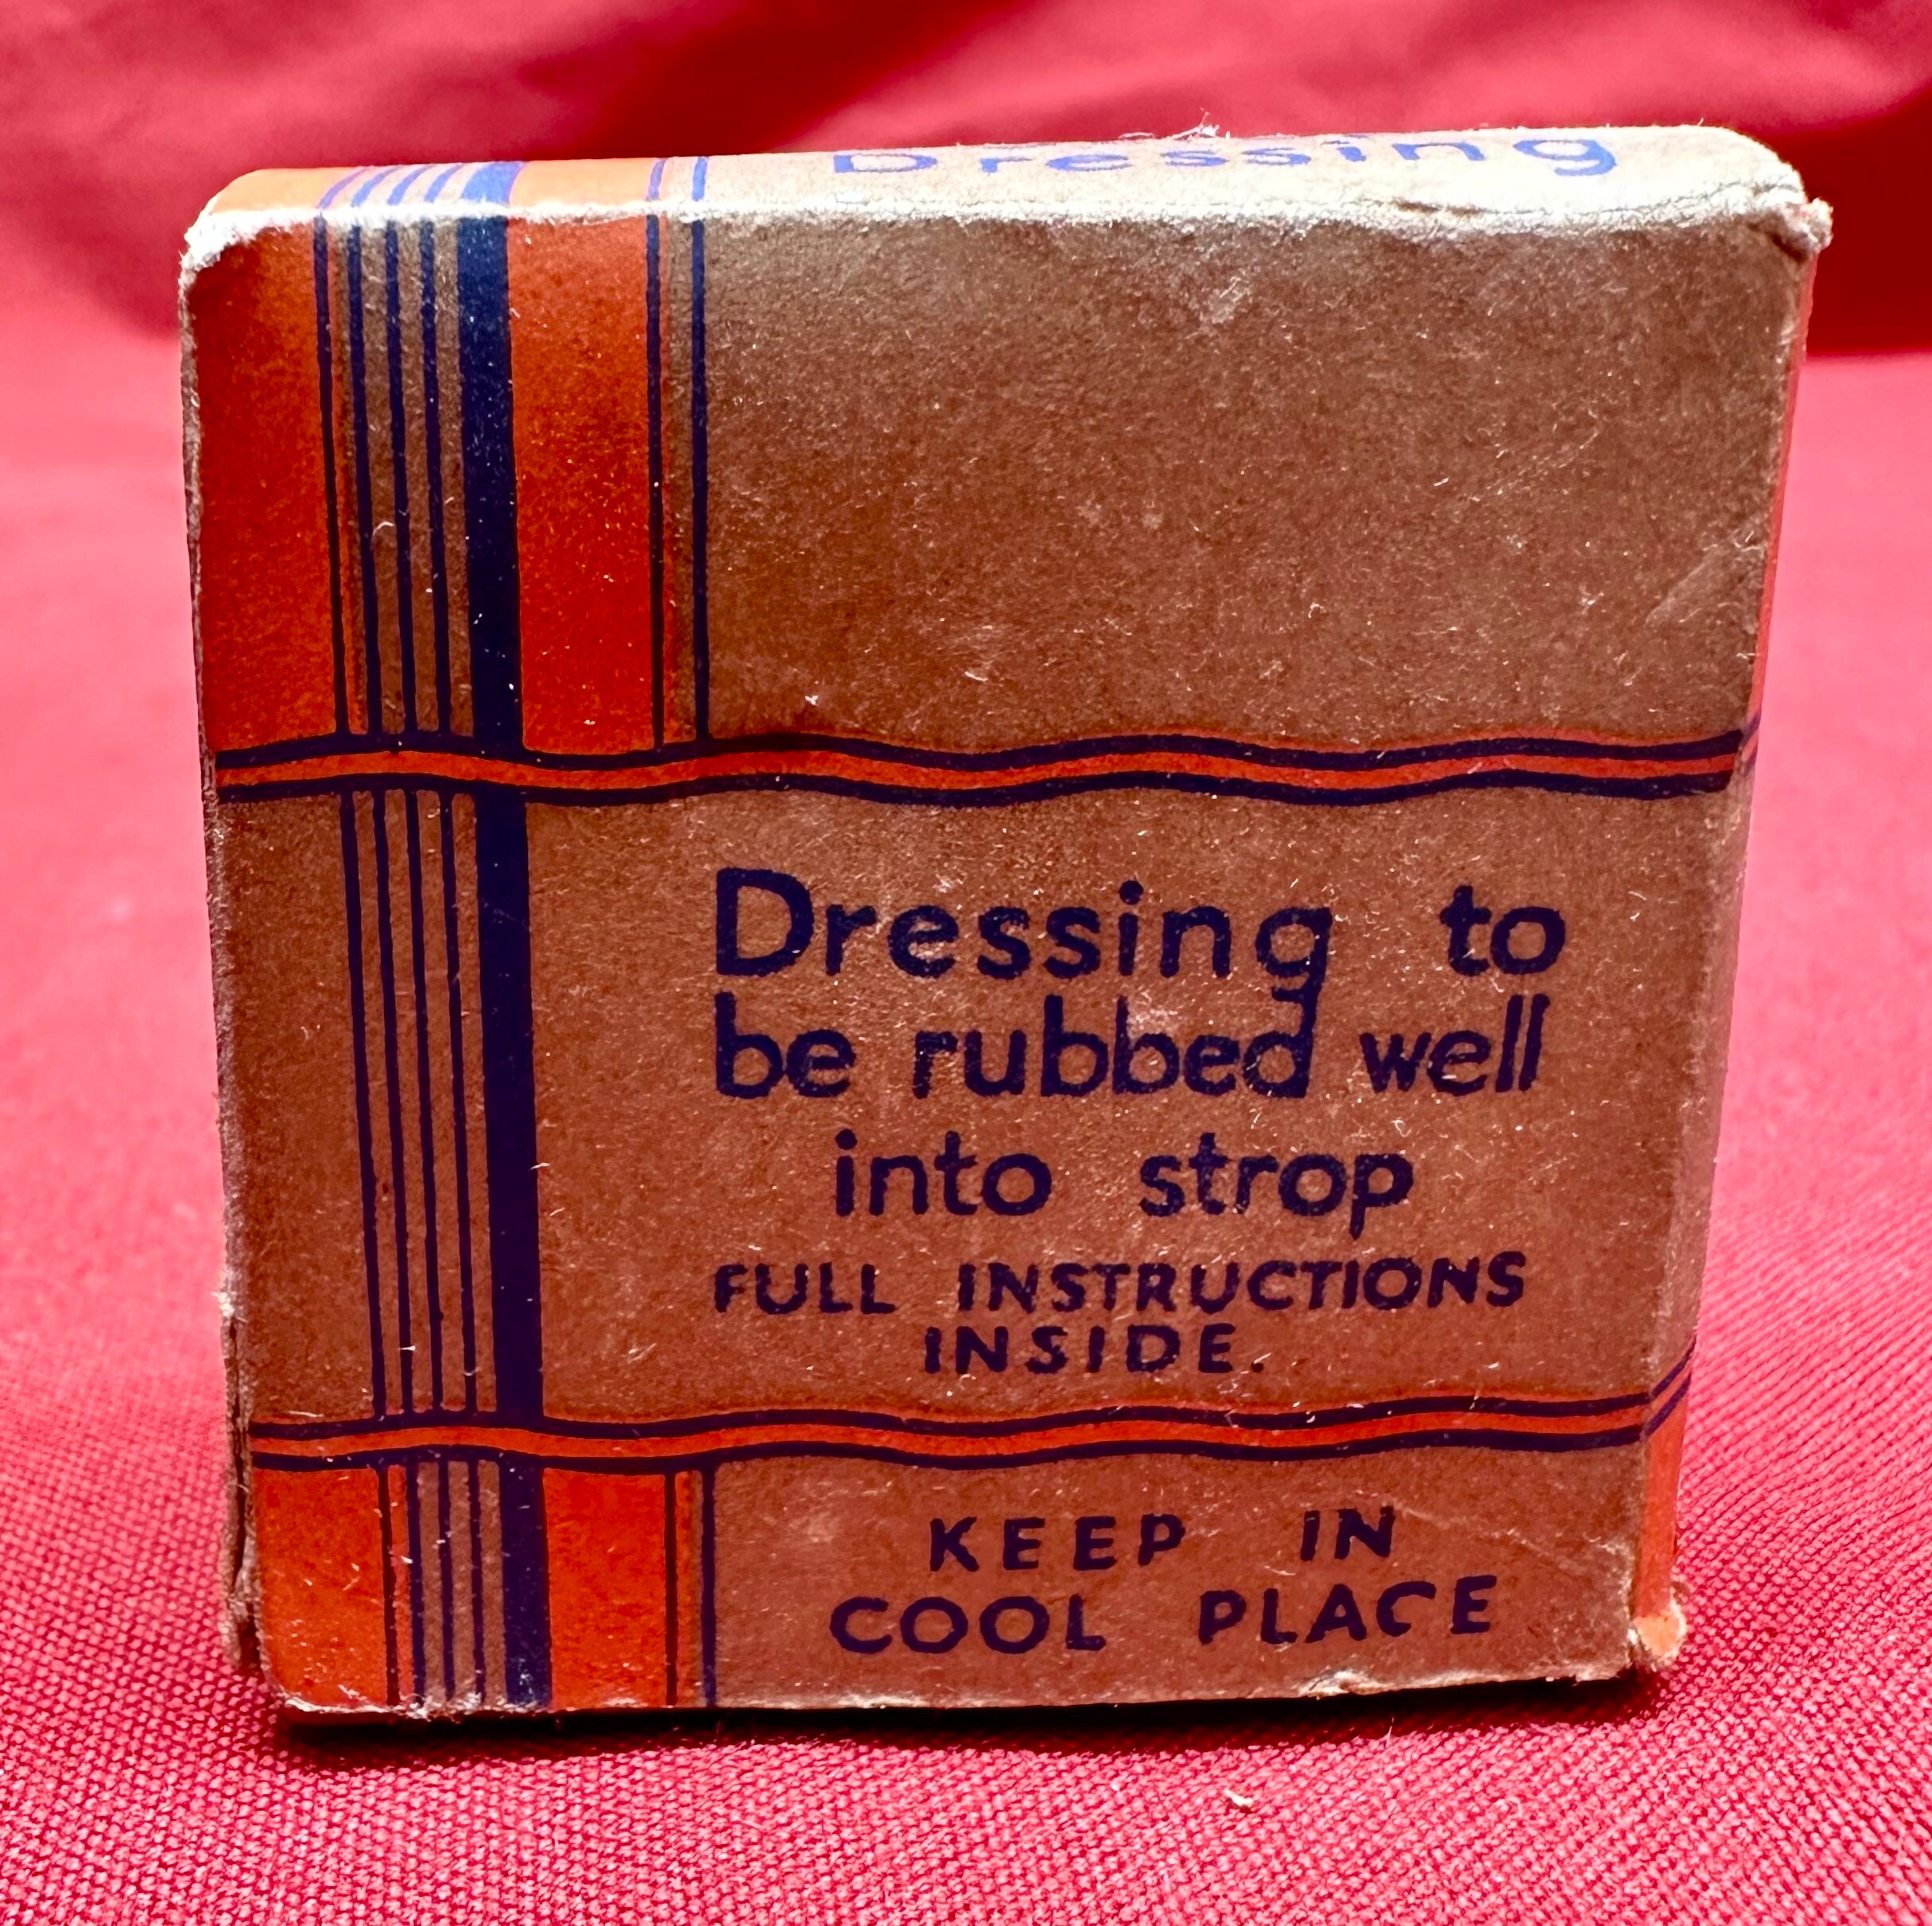 Dressing
Dressing to
be rubbed well
into strop
FULL INSTRUCTIONS
INSIDE.
KEEP IN
COOL PLACE